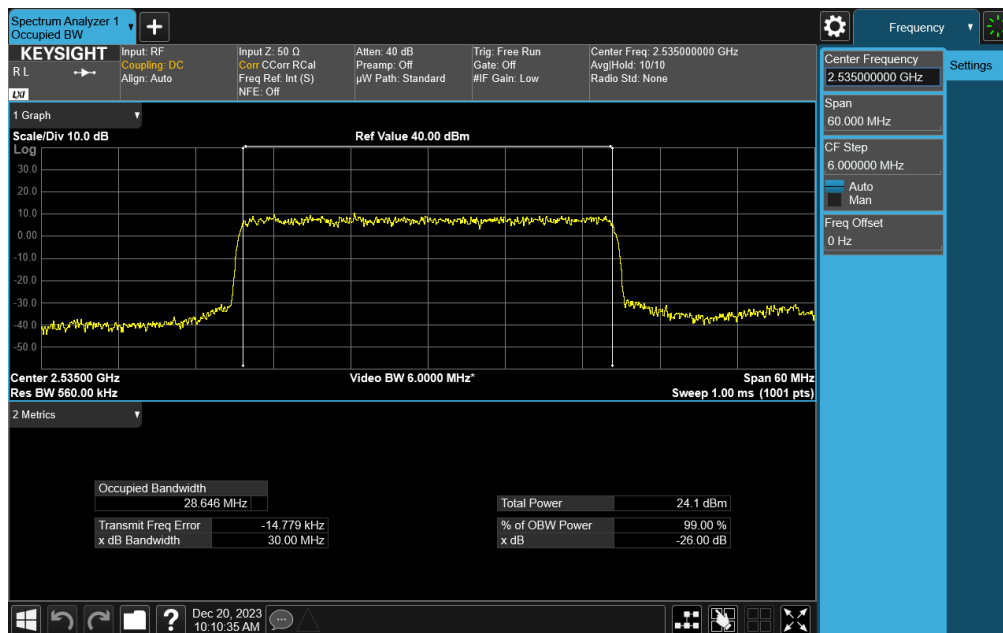 Spectrum Analyzer 1
Occupied BW
Frequency
KEYSIGHT
R L
LXI
Input: RF
Coupling: DC
Align: Auto
Input Z: 50 Ω
Corr CCorr RCal
Freq Ref: Int (S)
NFE: Off
Atten: 40 dB
Preamp: Off
µW Path: Standard
Trig: Free Run
Gate: Off
#IF Gain: Low
Center Freq: 2.535000000 GHz
Avg|Hold: 10/10
Radio Std: None
Center Frequency
2.535000000 GHz
Settings
Span
60.000 MHz
CF Step
6.000000 MHz
Auto
Man
Freq Offset
0 Hz
1 Graph
Scale/Div 10.0 dB
Ref Value 40.00 dBm
Log
30.0
20.0
10.0
0.00
-10.0
-20.0
-30.0
-40.0
-50.0
Center 2.53500 GHz
Video BW 6.0000 MHz*
Span 60 MHz
Res BW 560.00 kHz
Sweep 1.00 ms (1001 pts)
2 Metrics
Occupied Bandwidth
28.646 MHz
Total Power 24.1 dBm
Transmit Freq Error -14.779 kHz
% of OBW Power 99.00 %
x dB Bandwidth 30.00 MHz
x dB -26.00 dB
Dec 20, 2023
10:10:35 AM